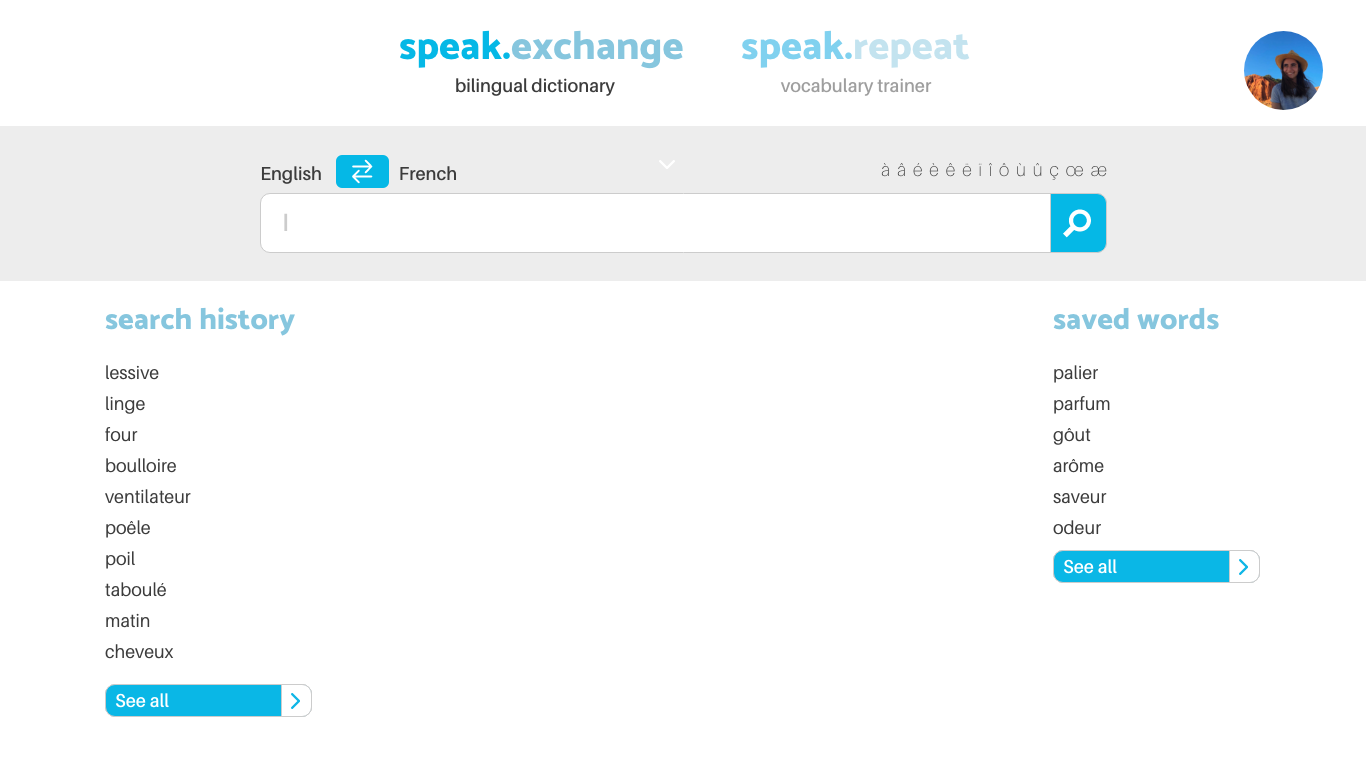 speak.exchange
bilingual dictionary
speak.repeat
vocabulary trainer
English
French
à â é è ê ë ï î ô ù û ç œ æ
search history
lessive
linge
four
boulloire
ventilateur
poêle
poil
taboulé
matin
cheveux
See all
saved words
palier
parfum
gôut
arôme
saveur
odeur
See all